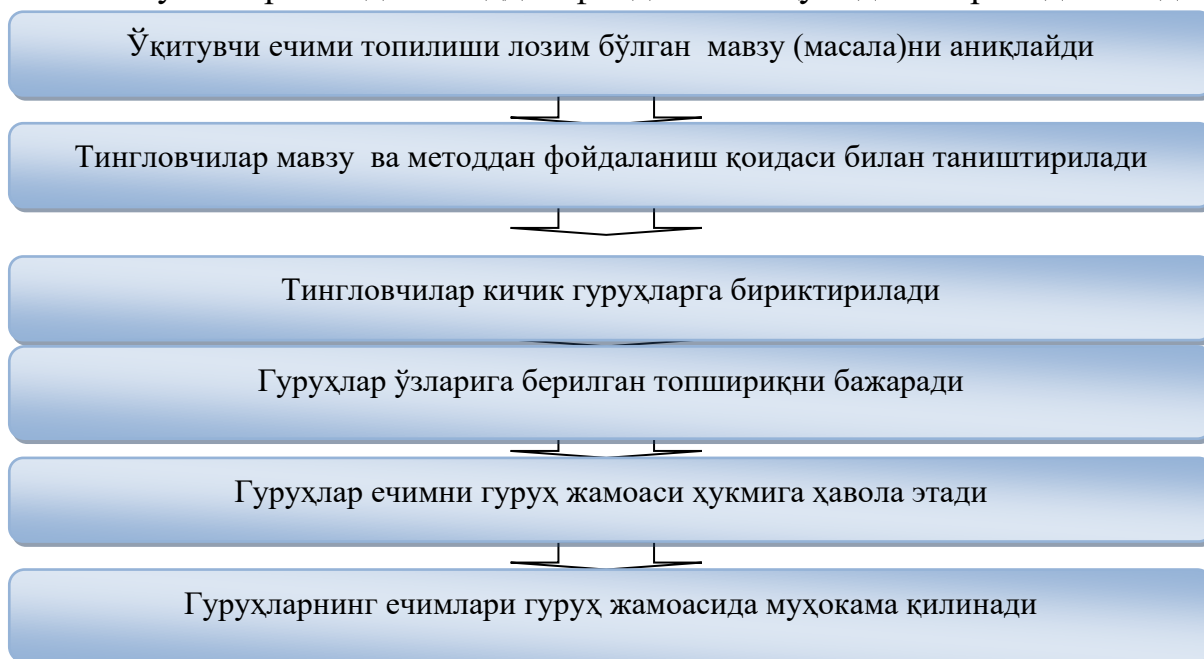 Ўқитувчи ечими топилиши лозим бўлган мавзу (масала)ни аниқлайди
Тингловчилар мавзу ва методдан фойдаланиш қоидаси билан таништирилади
Тингловчилар кичик гуруҳларга бириктирилади
Гуруҳлар ўзларига берилган топшириқни бажаради
Гуруҳлар ечимни гуруҳ жамоаси ҳукмига ҳавола этади
Гуруҳларнинг ечимлари гуруҳ жамоасида муҳокама қилинади